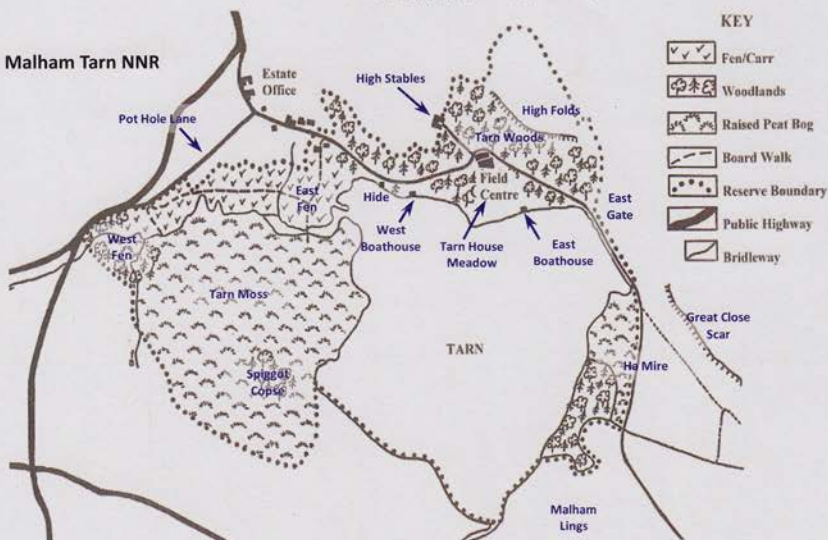 Malham Tarn NNR
Estate
Office
Pot Hole Lane
High Stables
High Folds
Tarn Woods
Field
Centre
East
Fen
Hide
West
Boathouse
Tarn House
Meadow
East
Boathouse
East
Gate
West
Fen
Tarn Moss
Spiggot
Copse
TARN
Ha Mire
Great Close
Scar
Malham
Lings
KEY
Fen/Carr
Woodlands
Raised Peat Bog
Board Walk
Reserve Boundary
Public Highway
Bridleway